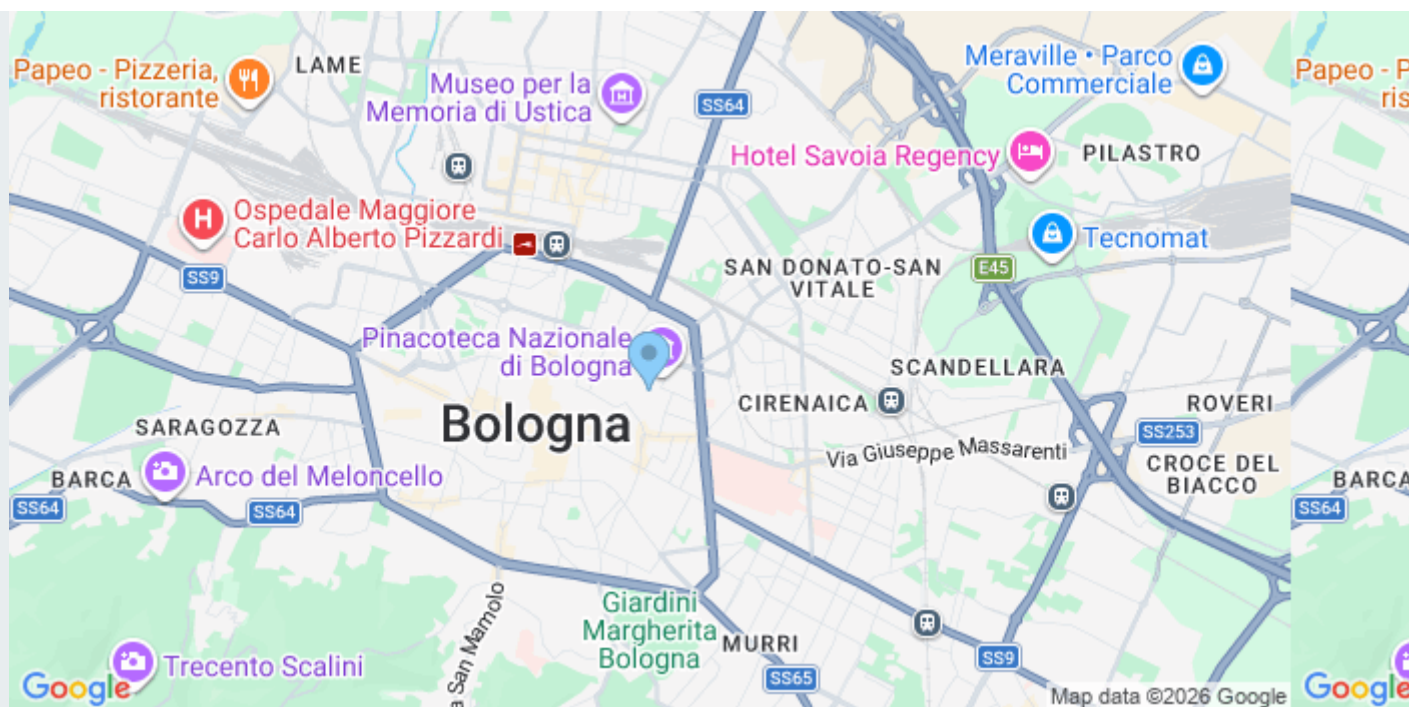 Papeo - Pizzeria,
ristorante
LAME
Museo per la
Memoria di Ustica
SS64
Meraville • Parco
Commerciale
Hotel Savoia Regency
PILASTRO
Ospedale Maggiore
Carlo Alberto Pizzardi
SS9
Tecnomat
SAN DONATO-SAN
VITALE
E45
Pinacoteca Nazionale
di Bologna
SCANDELLARA
CIRENAICA
ROVERI
Bologna
SARAGOZZA
SS253
Via Giuseppe Massarenti
CROCE DEL
BIACCO
BARCA
Arco del Meloncello
SS64
SS64
Giardini
Margherita
Bologna
MURRI
a San Mamolo
Trecento Scalini
SS9
SS65
Google
Map data ©2026 Google
Papeo - P
ris
BARCA
SS64
Google